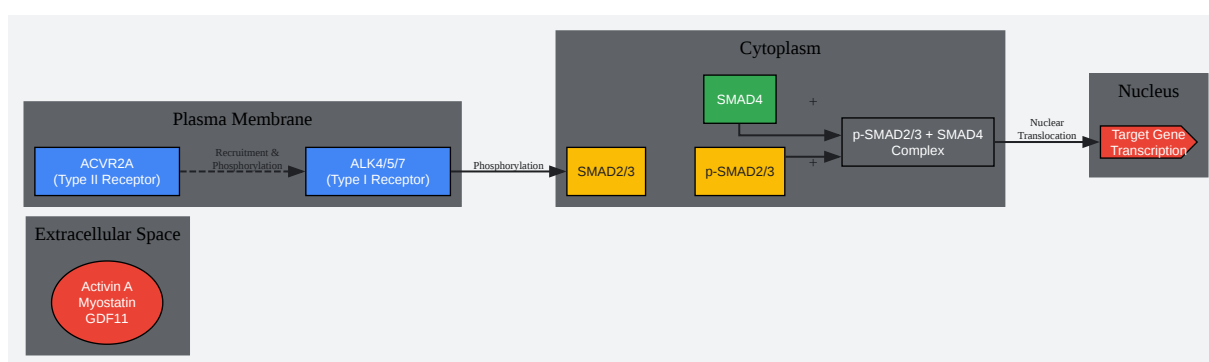 Plasma Membrane
ACVR2A
(Type II Receptor)
Recruitment &
Phosphorylation
ALK4/5/7
(Type I Receptor)
Phosphorylation
Cytoplasm
SMAD4
+
SMAD2/3
p-SMAD2/3
+
p-SMAD2/3 + SMAD4
Complex
Nuclear
Translocation
Nucleus
Target Gene
Transcription
Extracellular Space
Activin A
Myostatin
GDF11